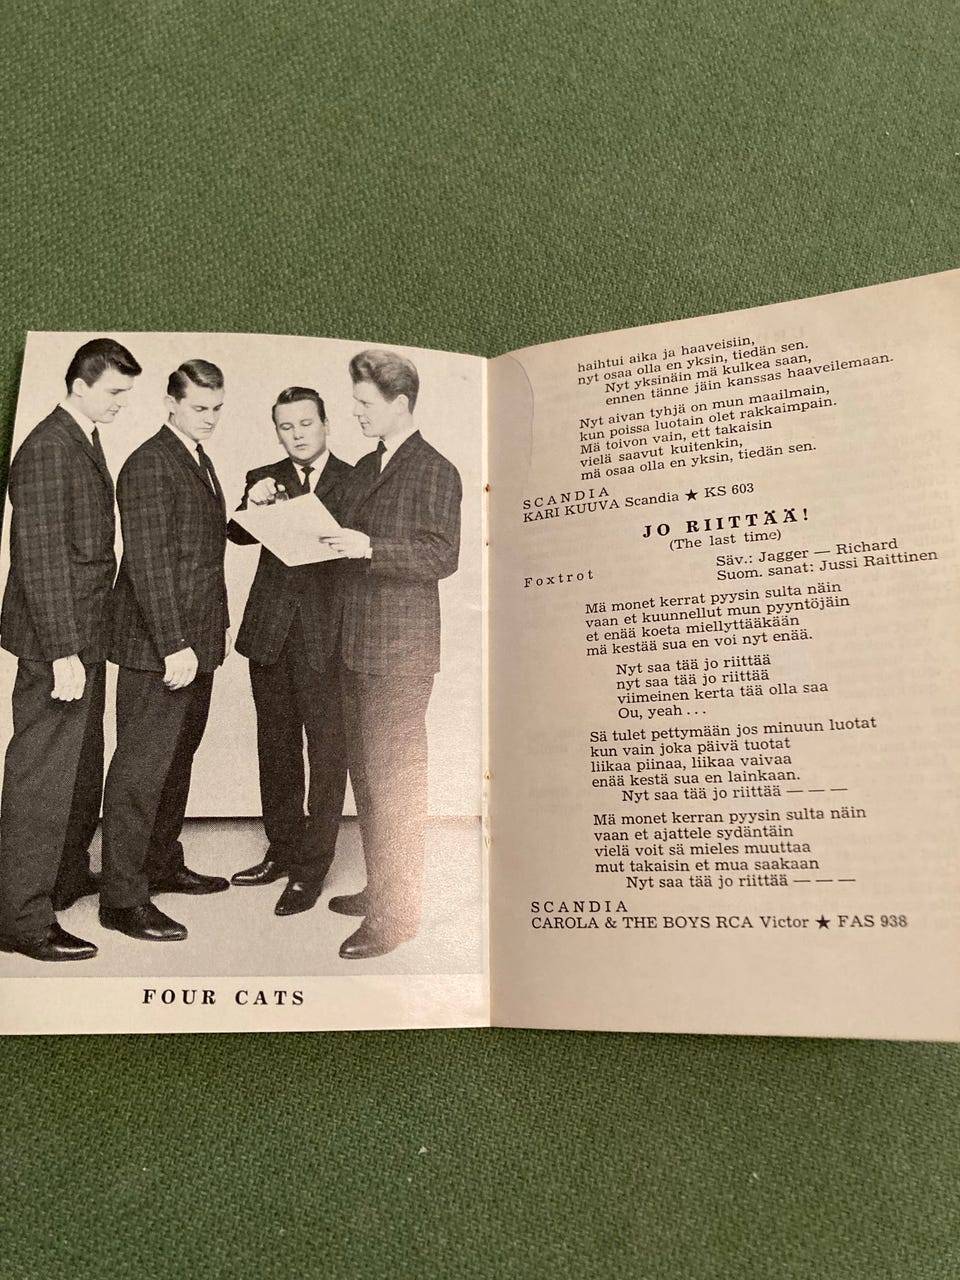 FOUR CATS
haihtui aika ja haaveisiin,
nyt osaa olla en yksin, tiedän sen.
Nyt yksinäin mä kulkea saan,
ennen tänne jäin kanssas haaveilemaan.
Nyt aivan tyhjä on mun maailmain,
kun poissa luotain olet rakkaimpain.
Mä toivon vain, ett takaisin
vielä saavut kuitenkin,
mä osaa olla en yksin, tiedän sen.
SCANDIA
KARI KUUVA Scandia ★ KS 603
JO RIITTÄÄ!
(The last time)
Säv.: Jagger — Richard
Foxtrot
Suom. sanat: Jussi Raittinen
Mä monet kerrat pyysin sulta näin
vaan et kuunnellut mun pyyntöjäin
et enää koeta miellyttääkään
mä kestää sua en voi nyt enää.
Nyt saa tää jo riittää
nyt saa tää jo riittää
viimeinen kerta tää olla saa
Ou, yeah . . .
Sä tulet pettymään jos minuun luotat
kun vain joka päivä tuotat
liikaa piinaa, liikaa vaivaa
enää kestä sua en lainkaan.
Nyt saa tää jo riittää — — —
Mä monet kerran pyysin sulta näin
vaan et ajattele sydäntäin
vielä voit sä mieles muuttaa
mut takaisin et mua saakaan
Nyt saa tää jo riittää — — —
SCANDIA
CAROLA & THE BOYS RCA Victor ★ FAS 938